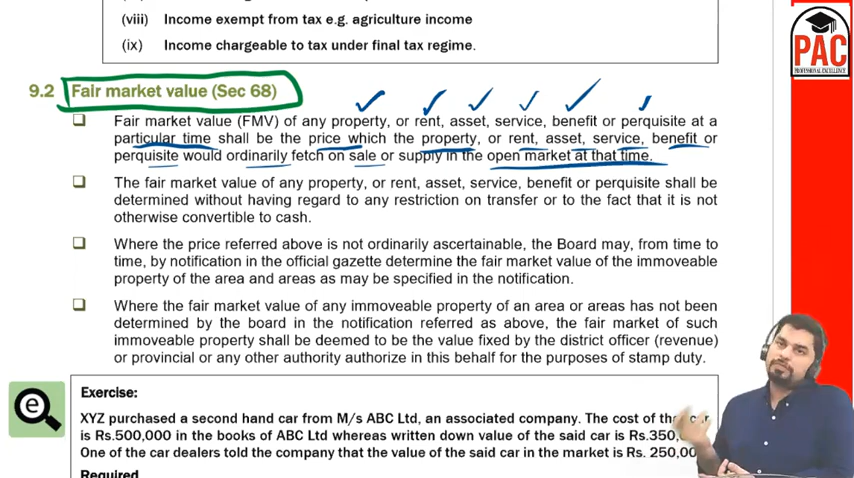 (viii) Income exempt from tax e.g. agriculture income
(ix) Income chargeable to tax under final tax regime.
PAC
PROFESSIONAL EXCELLENCE
9.2 Fair market value (Sec 68)
Fair market value (FMV) of any property, or rent, asset, service, benefit or perquisite at a
particular time shall be the price which the property, or rent, asset, service, benefit or
perquisite would ordinarily fetch on sale or supply in the open market at that time.
The fair market value of any property, or rent, asset, service, benefit or perquisite shall be
determined without having regard to any restriction on transfer or to the fact that it is not
otherwise convertible to cash.
Where the price referred above is not ordinarily ascertainable, the Board may, from time to
time, by notification in the official gazette determine the fair market value of the immoveable
property of the area and areas as may be specified in the notification.
Where the fair market value of any immoveable property of an area or areas has not been
determined by the board in the notification referred as above, the fair market of such
immoveable property shall be deemed to be the value fixed by the district officer (revenue)
or provincial or any other authority authorize in this behalf for the purposes of stamp duty.
e
Exercise:
XYZ purchased a second hand car from M/s ABC Ltd, an associated company. The cost of the
is Rs.500,000 in the books of ABC Ltd whereas written down value of the said car is Rs.350,
One of the car dealers told the company that the value of the said car in the market is Rs. 250,00
Required